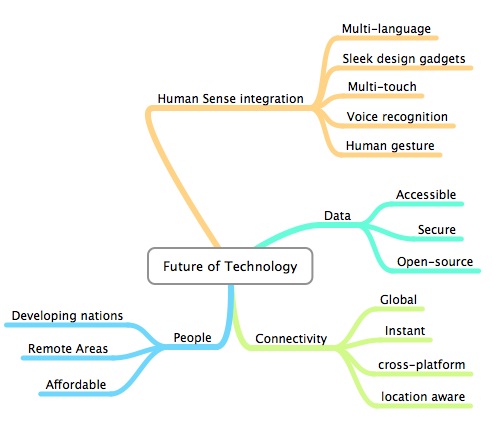 Multi-language
Sleek design gadgets
Multi-touch
Human Sense integration
Voice recognition
Human gesture
Accessible
Data
Secure
Open-source
Future of Technology
Global
Developing nations
Instant
People
Connectivity
Remote Areas
cross-platform
Affordable
location aware